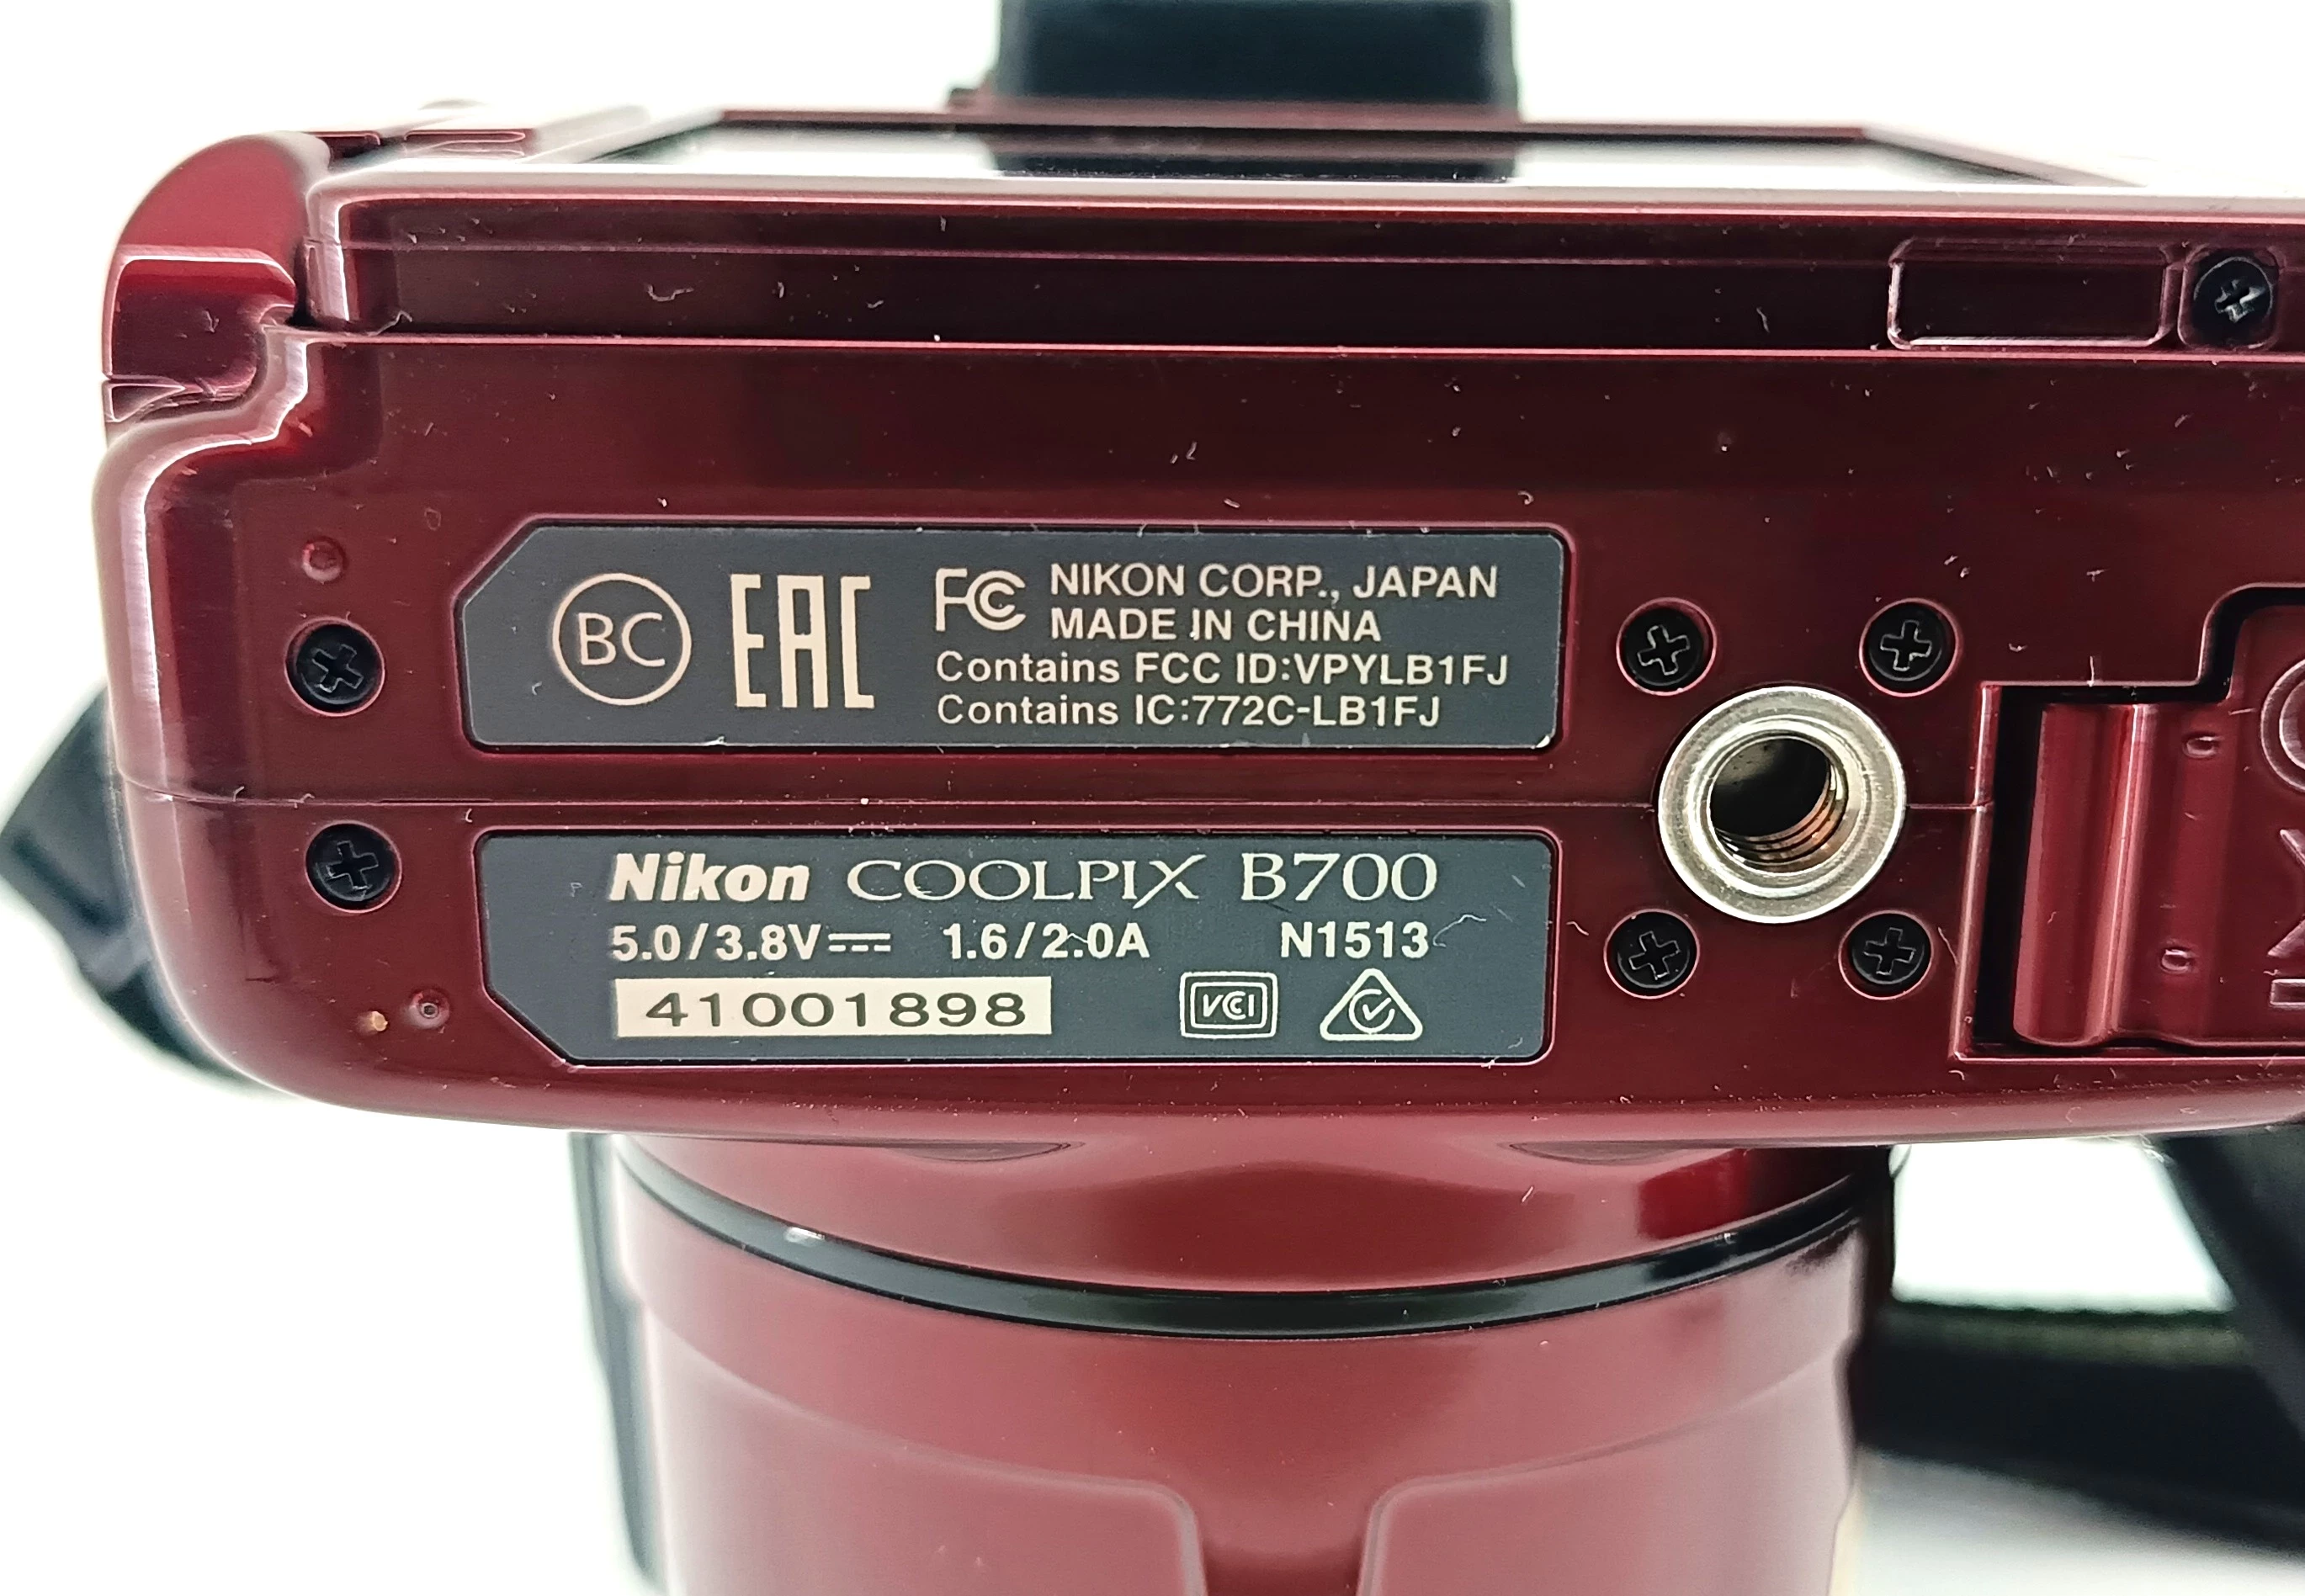 BC
EAC
FC NIKON CORP., JAPAN
MADE IN CHINA
Contains FCC ID:VPYLB1FJ
Contains IC:772C-LB1FJ
Nikon COOLPIX B700
5.0/3.8V⎓ 1.6/2.0A N1513
41001898
VCCI